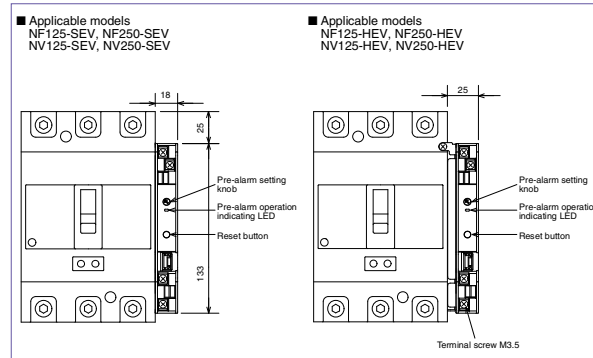 ■ Applicable models
NF125-SEV, NF250-SEV
NV125-SEV, NV250-SEV
18
25
133
Pre-alarm setting
knob
Pre-alarm operation
indicating LED
Reset button
■ Applicable models
NF125-HEV, NF250-HEV
NV125-HEV, NV250-HEV
25
Pre-alarm setting
knob
Pre-alarm operation
indicating LED
Reset button
Terminal screw M3.5